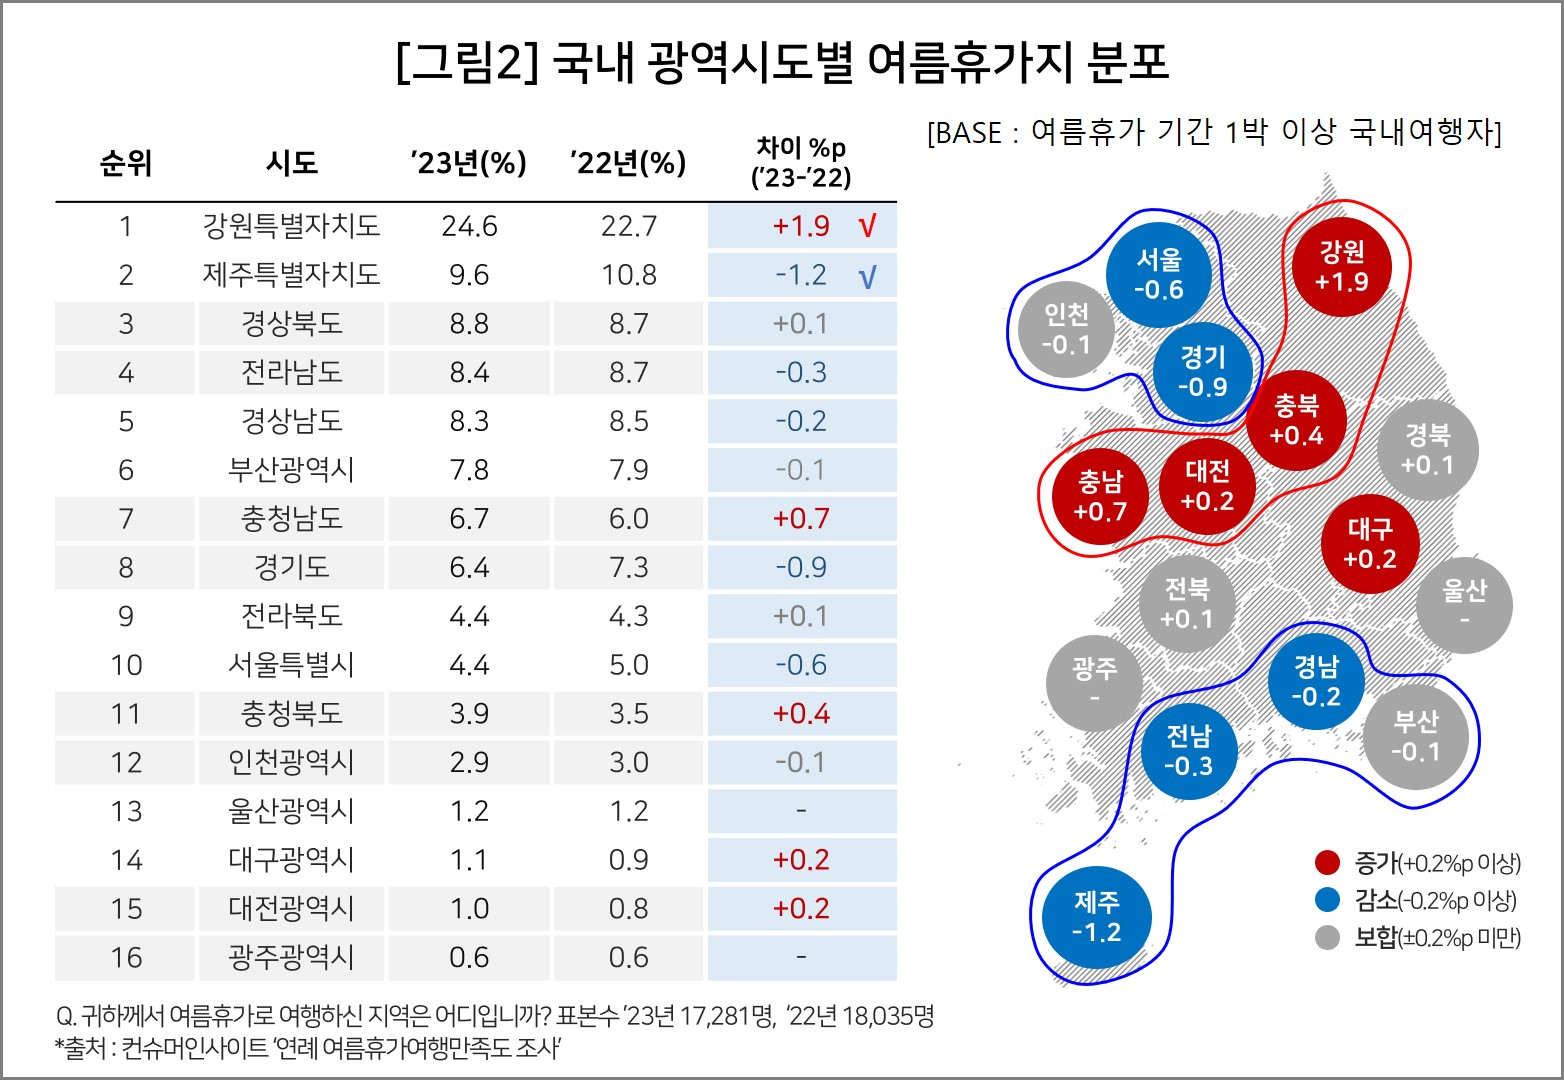 [그림2] 국내 광역시도별 여름휴가지 분포
[BASE : 여름휴가 기간 1박 이상 국내여행자]
순위 시도 ’23년(%) ’22년(%) 차이 %p (’23-’22)
1 강원특별자치도 24.6 22.7 +1.9 √
2 제주특별자치도 9.6 10.8 -1.2 √
3 경상북도 8.8 8.7 +0.1
4 전라남도 8.4 8.7 -0.3
5 경상남도 8.3 8.5 -0.2
6 부산광역시 7.8 7.9 -0.1
7 충청남도 6.7 6.0 +0.7
8 경기도 6.4 7.3 -0.9
9 전라북도 4.4 4.3 +0.1
10 서울특별시 4.4 5.0 -0.6
11 충청북도 3.9 3.5 +0.4
12 인천광역시 2.9 3.0 -0.1
13 울산광역시 1.2 1.2 -
14 대구광역시 1.1 0.9 +0.2
15 대전광역시 1.0 0.8 +0.2
16 광주광역시 0.6 0.6 -
강원
+1.9
서울
-0.6
인천
-0.1
경기
-0.9
충북
+0.4
경북
+0.1
대전
+0.2
충남
+0.7
대구
+0.2
전북
+0.1
울산
-
광주
-
경남
-0.2
부산
-0.1
전남
-0.3
제주
-1.2
증가(+0.2%p 이상)
감소(-0.2%p 이상)
보합(±0.2%p 미만)
Q. 귀하께서 여름휴가로 여행하신 지역은 어디입니까? 표본수 ’23년 17,281명, ‘22년 18,035명
*출처 : 컨슈머인사이트 ‘연례 여름휴가여행만족도 조사’